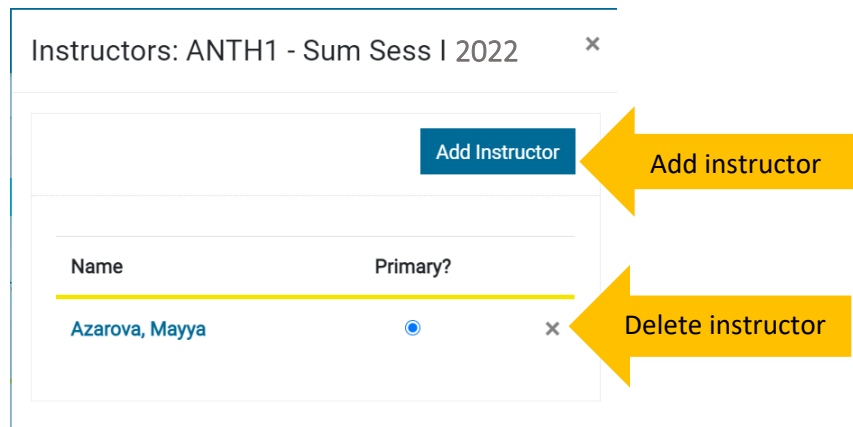 Instructors: ANTH1 - Sum Sess I 2022 ×
Add Instructor
Add instructor
Name Primary?
Azarova, Mayya ×
Delete instructor